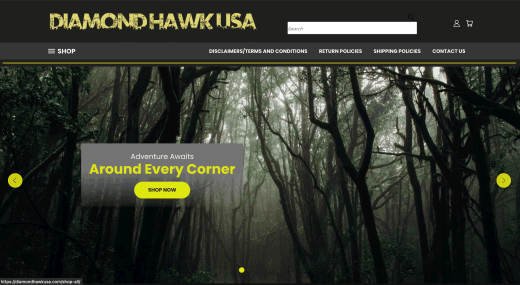 DIAMOND HAWK USA
Search
SHOP
DISCLAIMERS/TERMS AND CONDITIONS RETURN POLICIES SHIPPING POLICIES CONTACT US
Adventure Awaits
Around Every Corner
SHOP NOW
https://diamondhawkusa.com/shop-all/